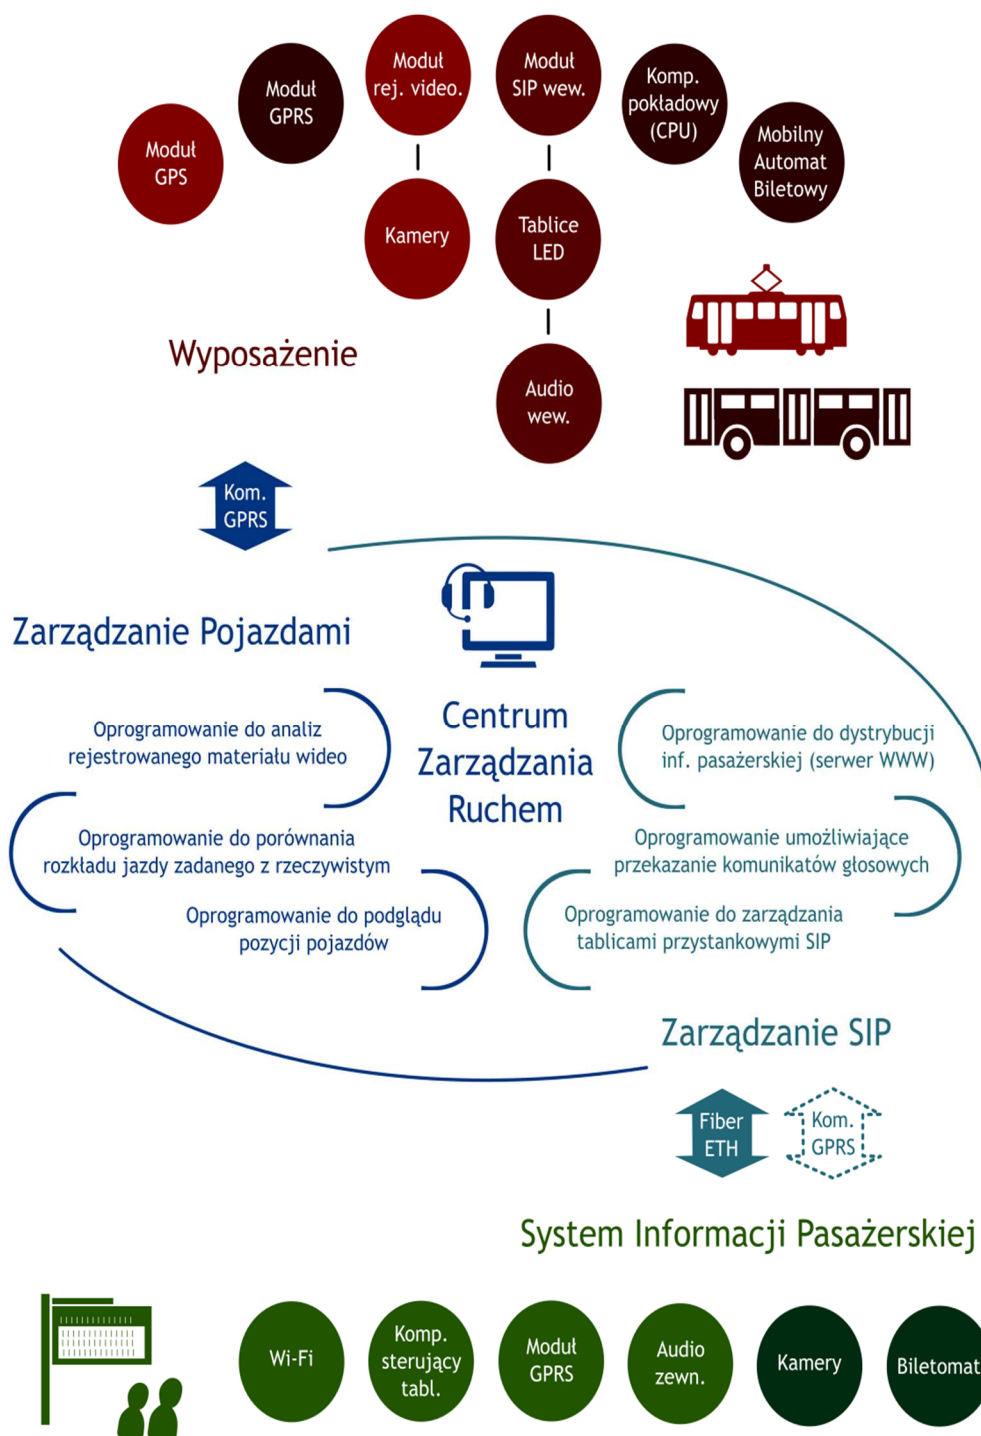 Moduł
GPS
Moduł
GPRS
Moduł
rej. video.
Moduł
SIP wew.
Komp.
pokładowy
(CPU)
Mobilny
Automat
Biletowy
Kamery
Tablice
LED
Audio
wew.
Wyposażenie
Kom.
GPRS
Zarządzanie Pojazdami
Centrum
Zarządzania
Ruchem
Oprogramowanie do analiz
rejestrowanego materiału wideo
Oprogramowanie do porównania
rozkładu jazdy zadanego z rzeczywistym
Oprogramowanie do podglądu
pozycji pojazdów
Oprogramowanie do dystrybucji
inf. pasażerskiej (serwer WWW)
Oprogramowanie umożliwiające
przekazanie komunikatów głosowych
Oprogramowanie do zarządzania
tablicami przystankowymi SIP
Zarządzanie SIP
Fiber
ETH
Kom.
GPRS
System Informacji Pasażerskiej
Wi-Fi
Komp.
sterujący
tabl.
Moduł
GPRS
Audio
zewn.
Kamery
Biletomat